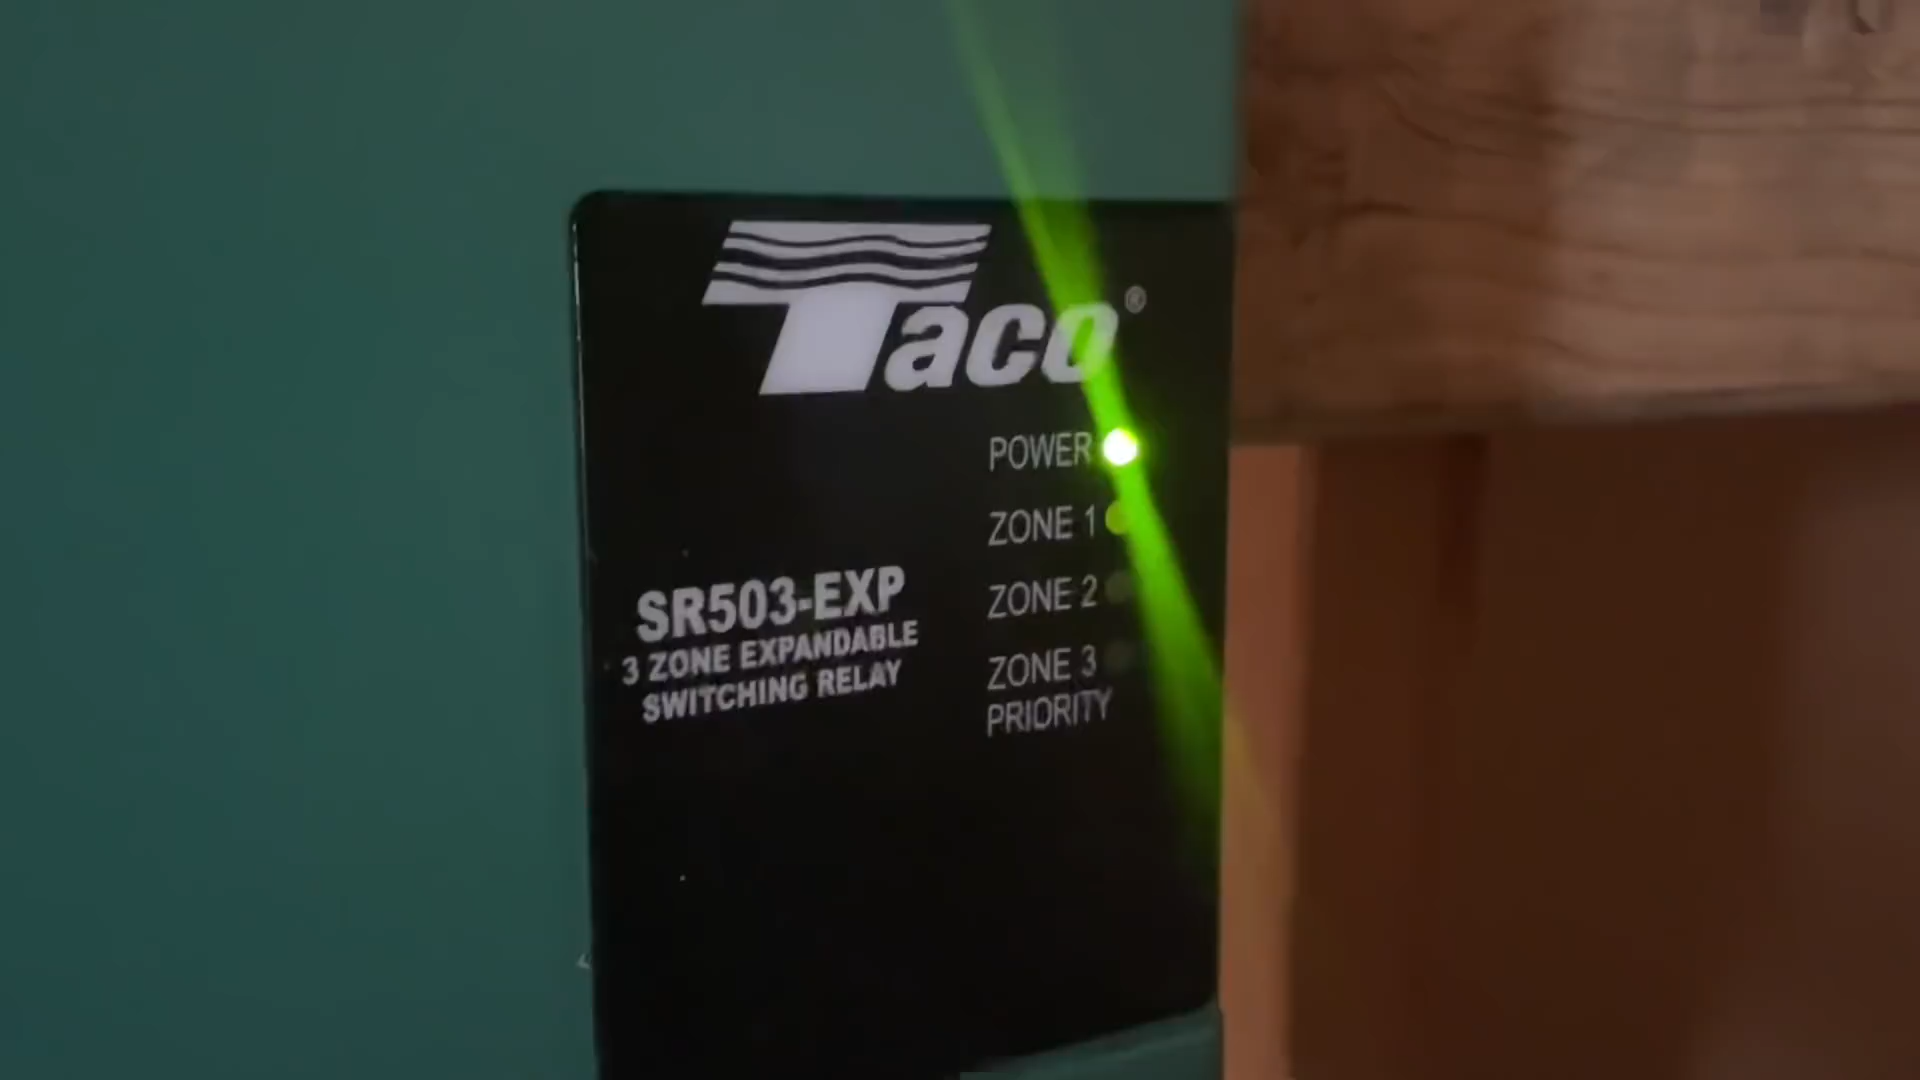 Taco®
POWER
ZONE 1
ZONE 2
ZONE 3
PRIORITY
SR503-EXP
3 ZONE EXPANDABLE
SWITCHING RELAY